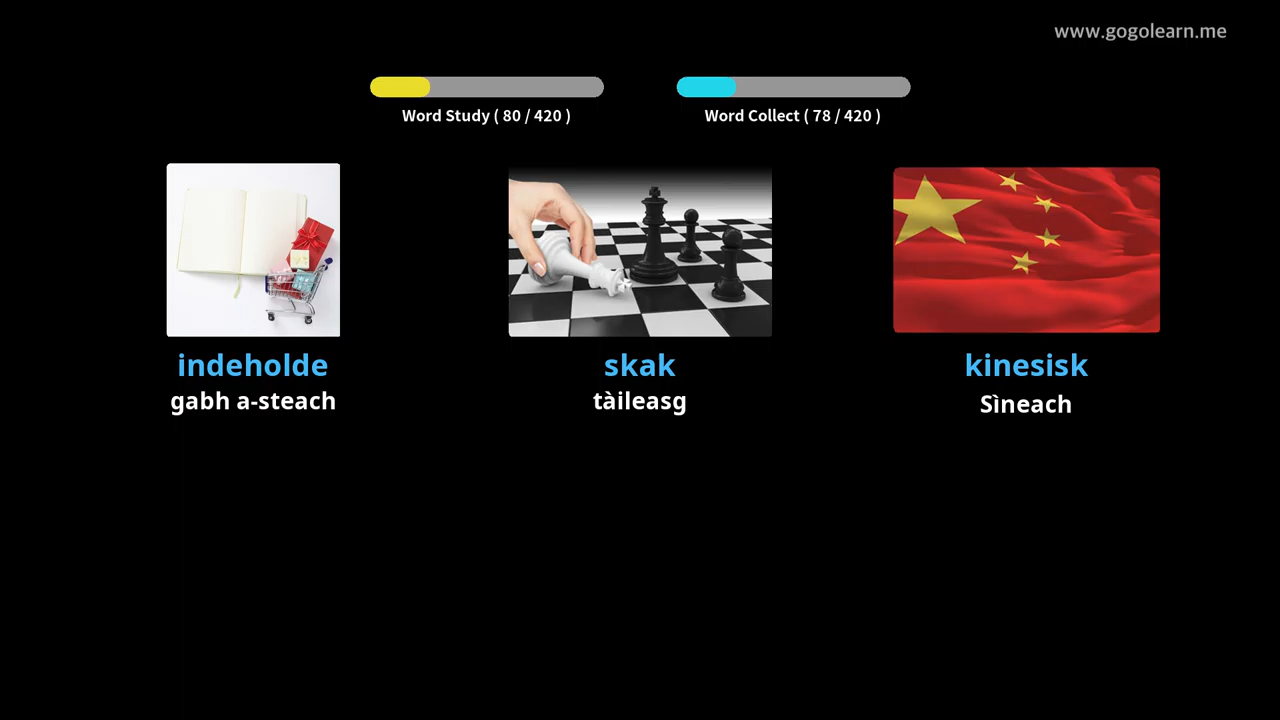 www.gogolearn.me
Word Study ( 80 / 420 )
Word Collect ( 78 / 420 )
indeholde
gabh a-steach
skak
tàileasg
kinesisk
Sìneach